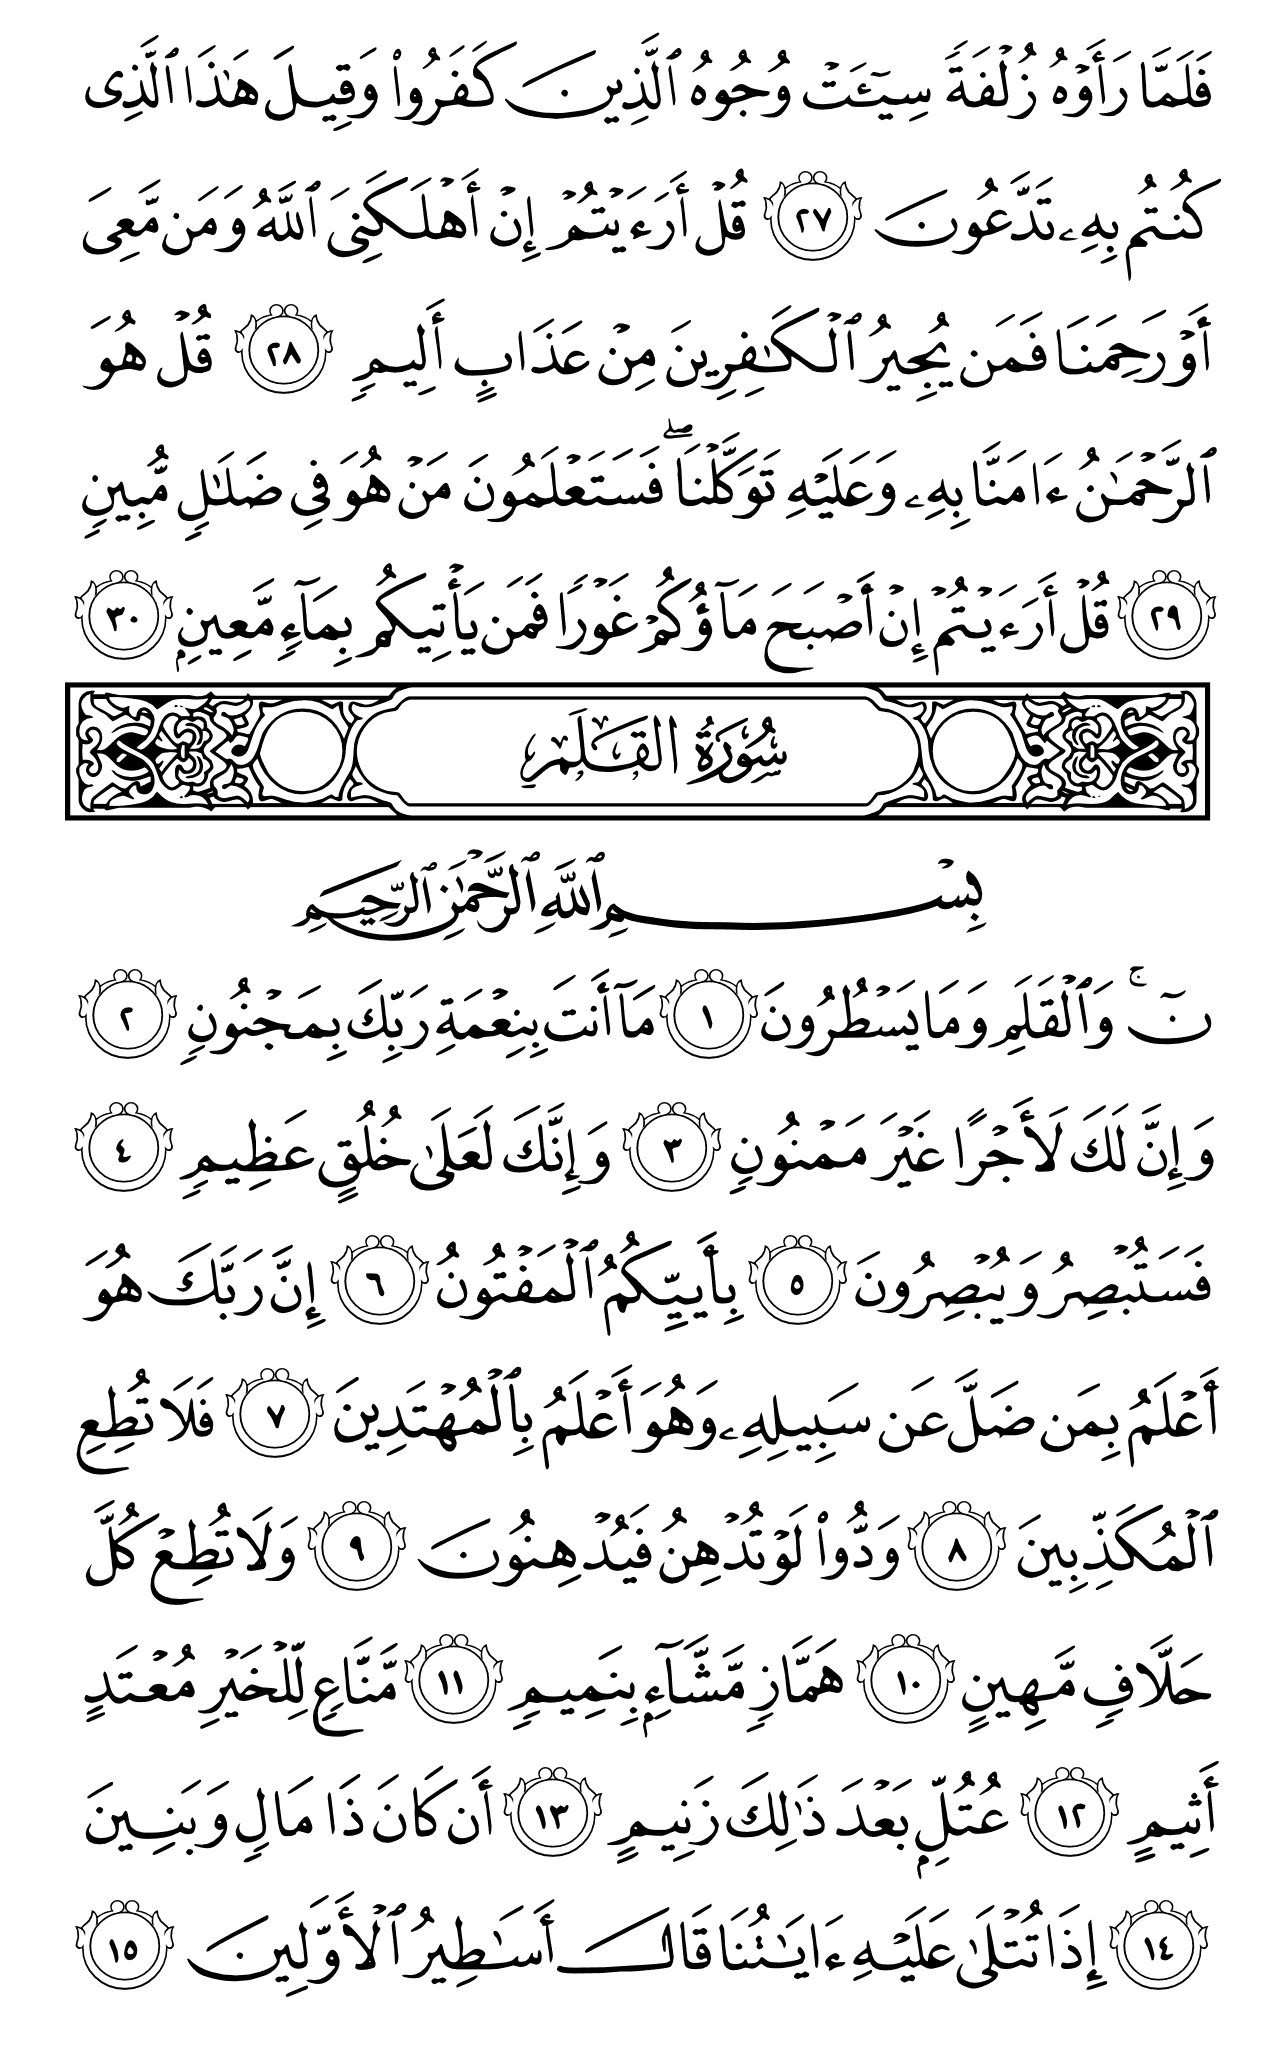 فَلَمَّا رَأَوۡهُ زُلۡفَةٗ سِيٓـَٔتۡ وُجُوهُ ٱلَّذِينَ كَفَرُواْ وَقِيلَ هَٰذَا ٱلَّذِي
كُنتُم بِهِۦ تَدَّعُونَ ٢٧ قُلۡ أَرَءَيۡتُمۡ إِنۡ أَهۡلَكَنِيَ ٱللَّهُ وَمَن مَّعِيَ
أَوۡ رَحِمَنَا فَمَن يُجِيرُ ٱلۡكَٰفِرِينَ مِنۡ عَذَابٍ أَلِيمٖ ٢٨ قُلۡ هُوَ
ٱلرَّحۡمَٰنُ ءَامَنَّا بِهِۦ وَعَلَيۡهِ تَوَكَّلۡنَاۖ فَسَتَعۡلَمُونَ مَنۡ هُوَ فِي ضَلَٰلٖ مُّبِينٖ
٢٩ قُلۡ أَرَءَيۡتُمۡ إِنۡ أَصۡبَحَ مَآؤُكُمۡ غَوۡرٗا فَمَن يَأۡتِيكُم بِمَآءٖ مَّعِينِۭ ٣٠
سُورَةُ القَلَمِ
بِسۡمِ ٱللَّهِ ٱلرَّحۡمَٰنِ ٱلرَّحِيمِ
نٓۚ وَٱلۡقَلَمِ وَمَا يَسۡطُرُونَ ١ مَآ أَنتَ بِنِعۡمَةِ رَبِّكَ بِمَجۡنُونٖ ٢
وَإِنَّ لَكَ لَأَجۡرًا غَيۡرَ مَمۡنُونٖ ٣ وَإِنَّكَ لَعَلَىٰ خُلُقٍ عَظِيمٖ ٤
فَسَتُبۡصِرُ وَيُبۡصِرُونَ ٥ بِأَييِّكُمُ ٱلۡمَفۡتُونُ ٦ إِنَّ رَبَّكَ هُوَ
أَعۡلَمُ بِمَن ضَلَّ عَن سَبِيلِهِۦ وَهُوَ أَعۡلَمُ بِٱلۡمُهۡتَدِينَ ٧ فَلَا تُطِعِ
ٱلۡمُكَذِّبِينَ ٨ وَدُّواْ لَوۡ تُدۡهِنُ فَيُدۡهِنُونَ ٩ وَلَا تُطِعۡ كُلَّ
حَلَّافٖ مَّهِينٍ ١٠ هَمَّازٖ مَّشَّآءِۭ بِنَمِيمٖ ١١ مَّنَّاعٖ لِّلۡخَيۡرِ مُعۡتَدٍ
أَثِيمٍ ١٢ عُتُلِّۭ بَعۡدَ ذَٰلِكَ زَنِيمٍ ١٣ أَن كَانَ ذَا مَالٖ وَبَنِينَ
١٤ إِذَا تُتۡلَىٰ عَلَيۡهِ ءَايَٰتُنَا قَالَ أَسَٰطِيرُ ٱلۡأَوَّلِينَ ١٥